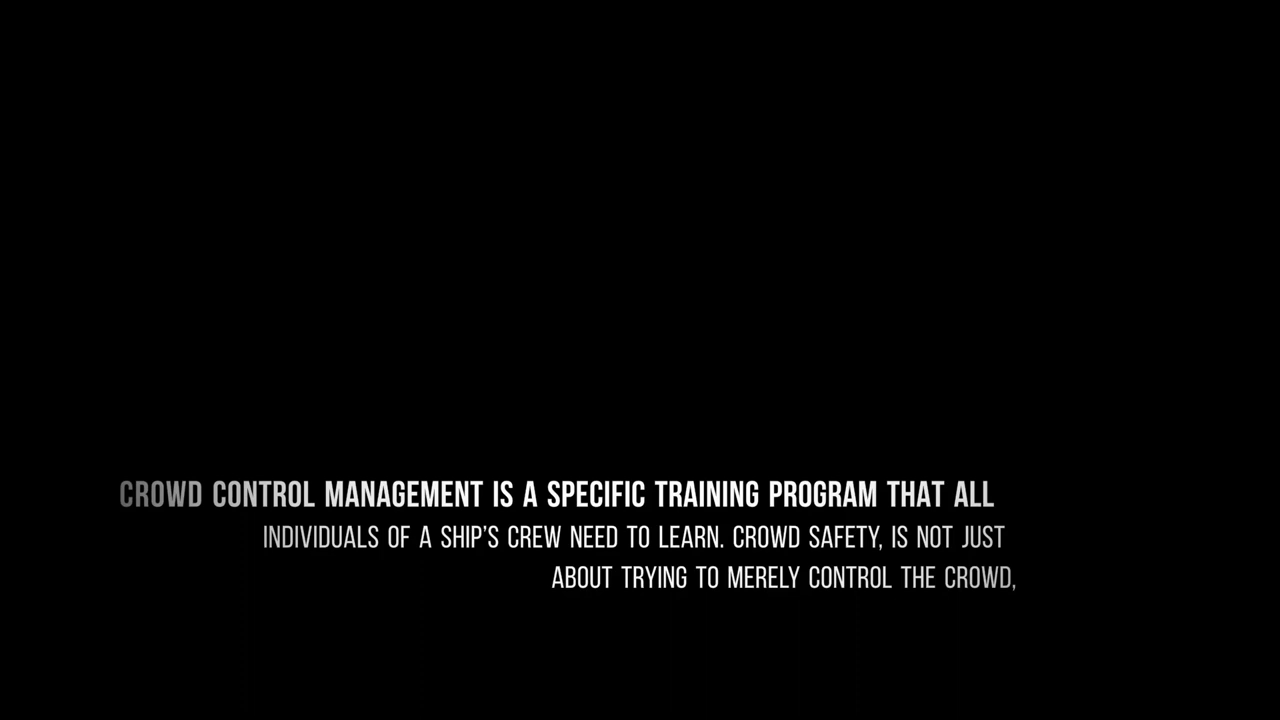 CROWD CONTROL MANAGEMENT IS A SPECIFIC TRAINING PROGRAM THAT ALL
INDIVIDUALS OF A SHIP’S CREW NEED TO LEARN. CROWD SAFETY, IS NOT JUST
ABOUT TRYING TO MERELY CONTROL THE CROWD,